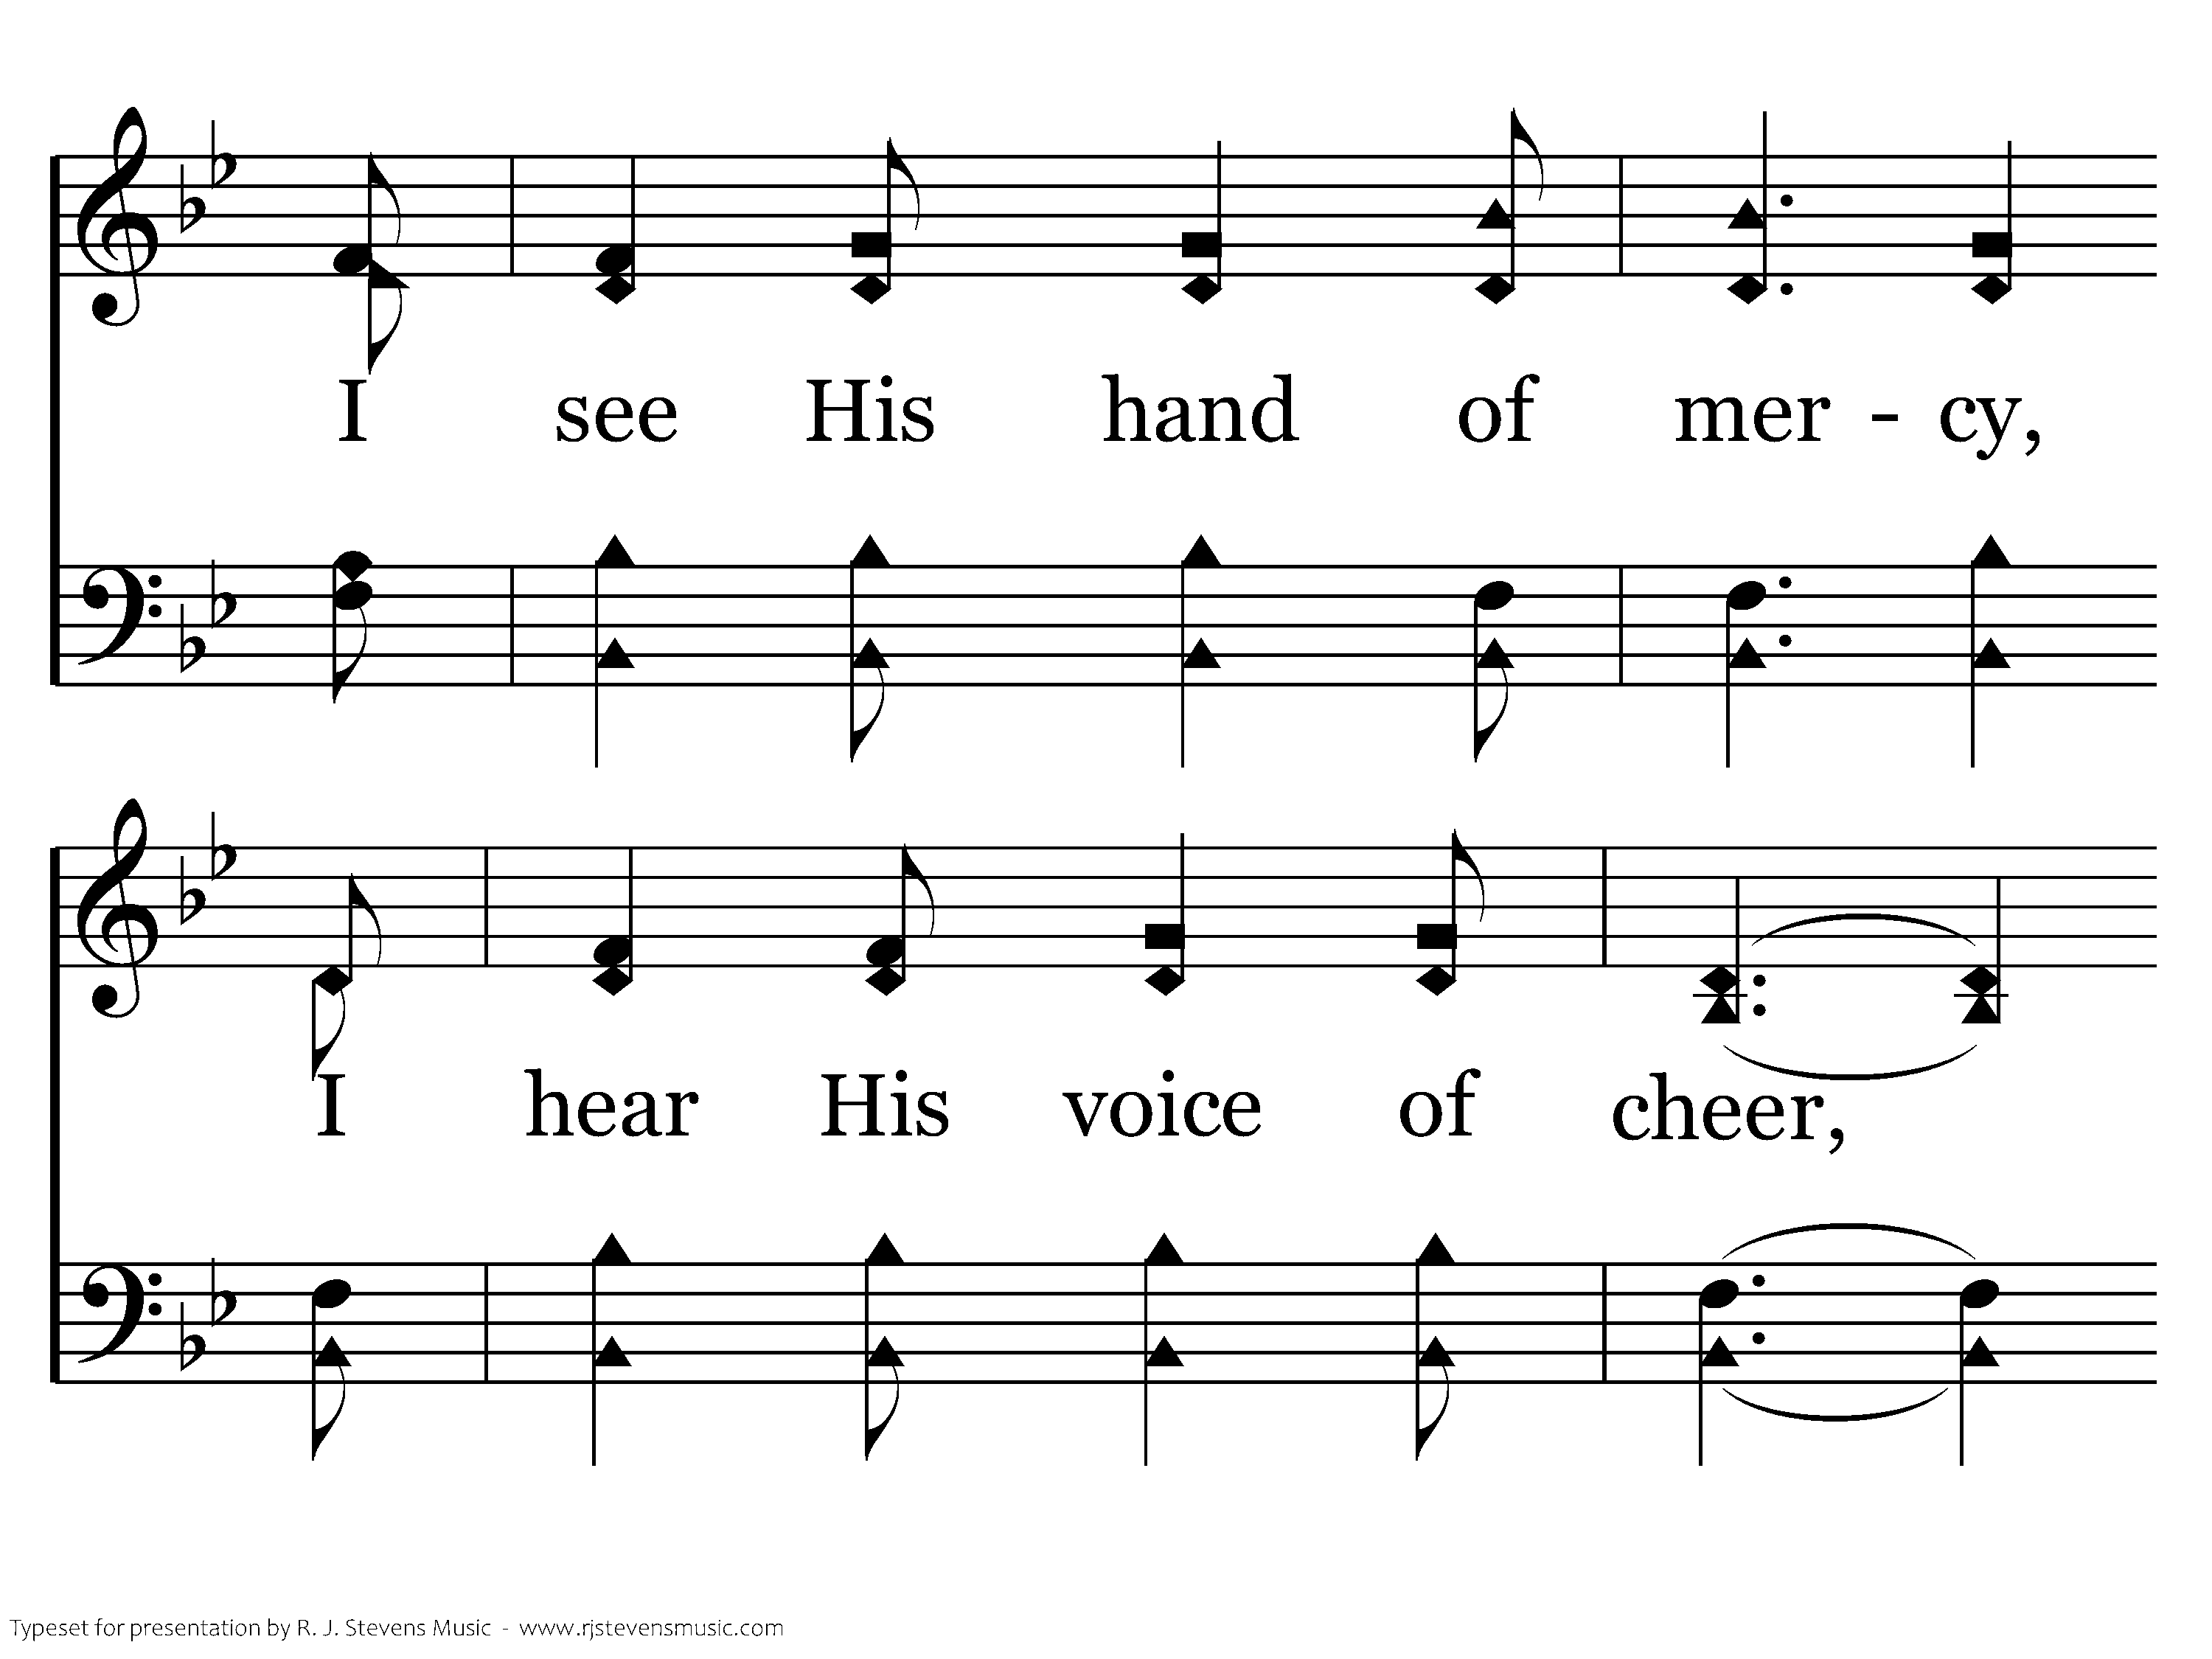 I see His hand of mer - cy,
I hear His voice of cheer,
Typeset for presentation by R. J. Stevens Music - www.rjstevensmusic.com